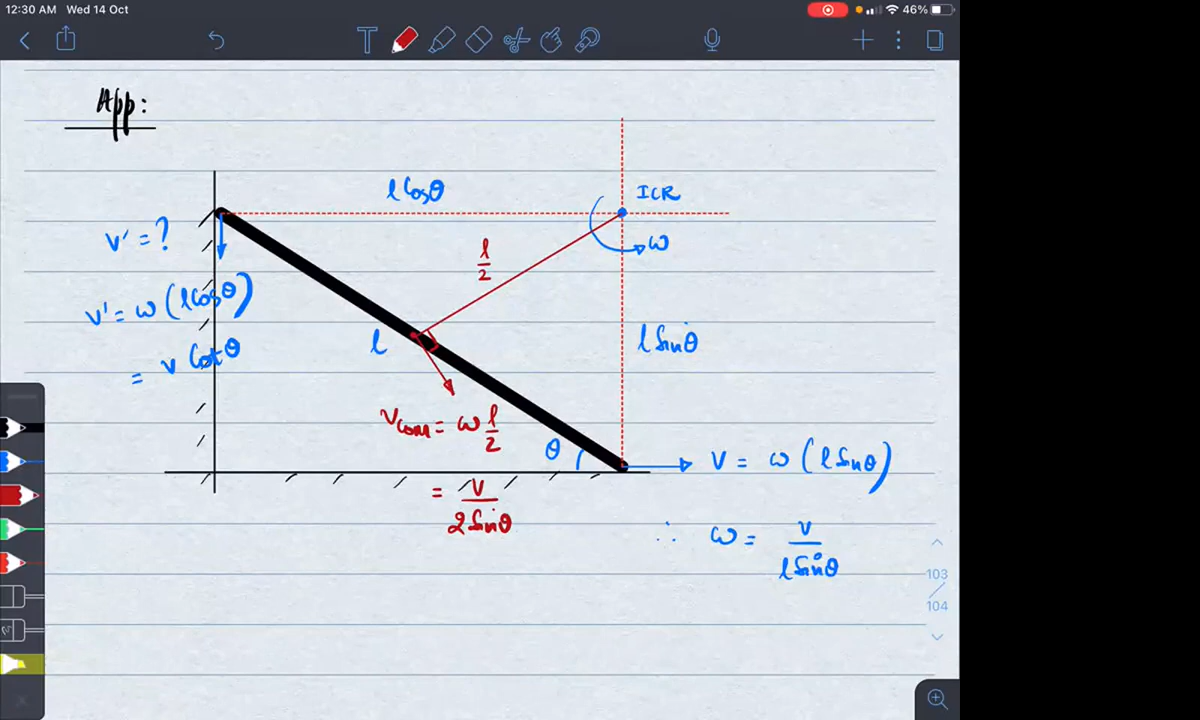 12:30 AM Wed 14 Oct
46%
T
App:
l Cosθ
ICR
ω
v' = ?
l/2
v' = ω (l Cosθ)
= v Cotθ
l
l Sinθ
v_com = ω l/2
θ
v = ω (l Sinθ)
= v/2 Sinθ
∴ ω = v/l Sinθ
103
104